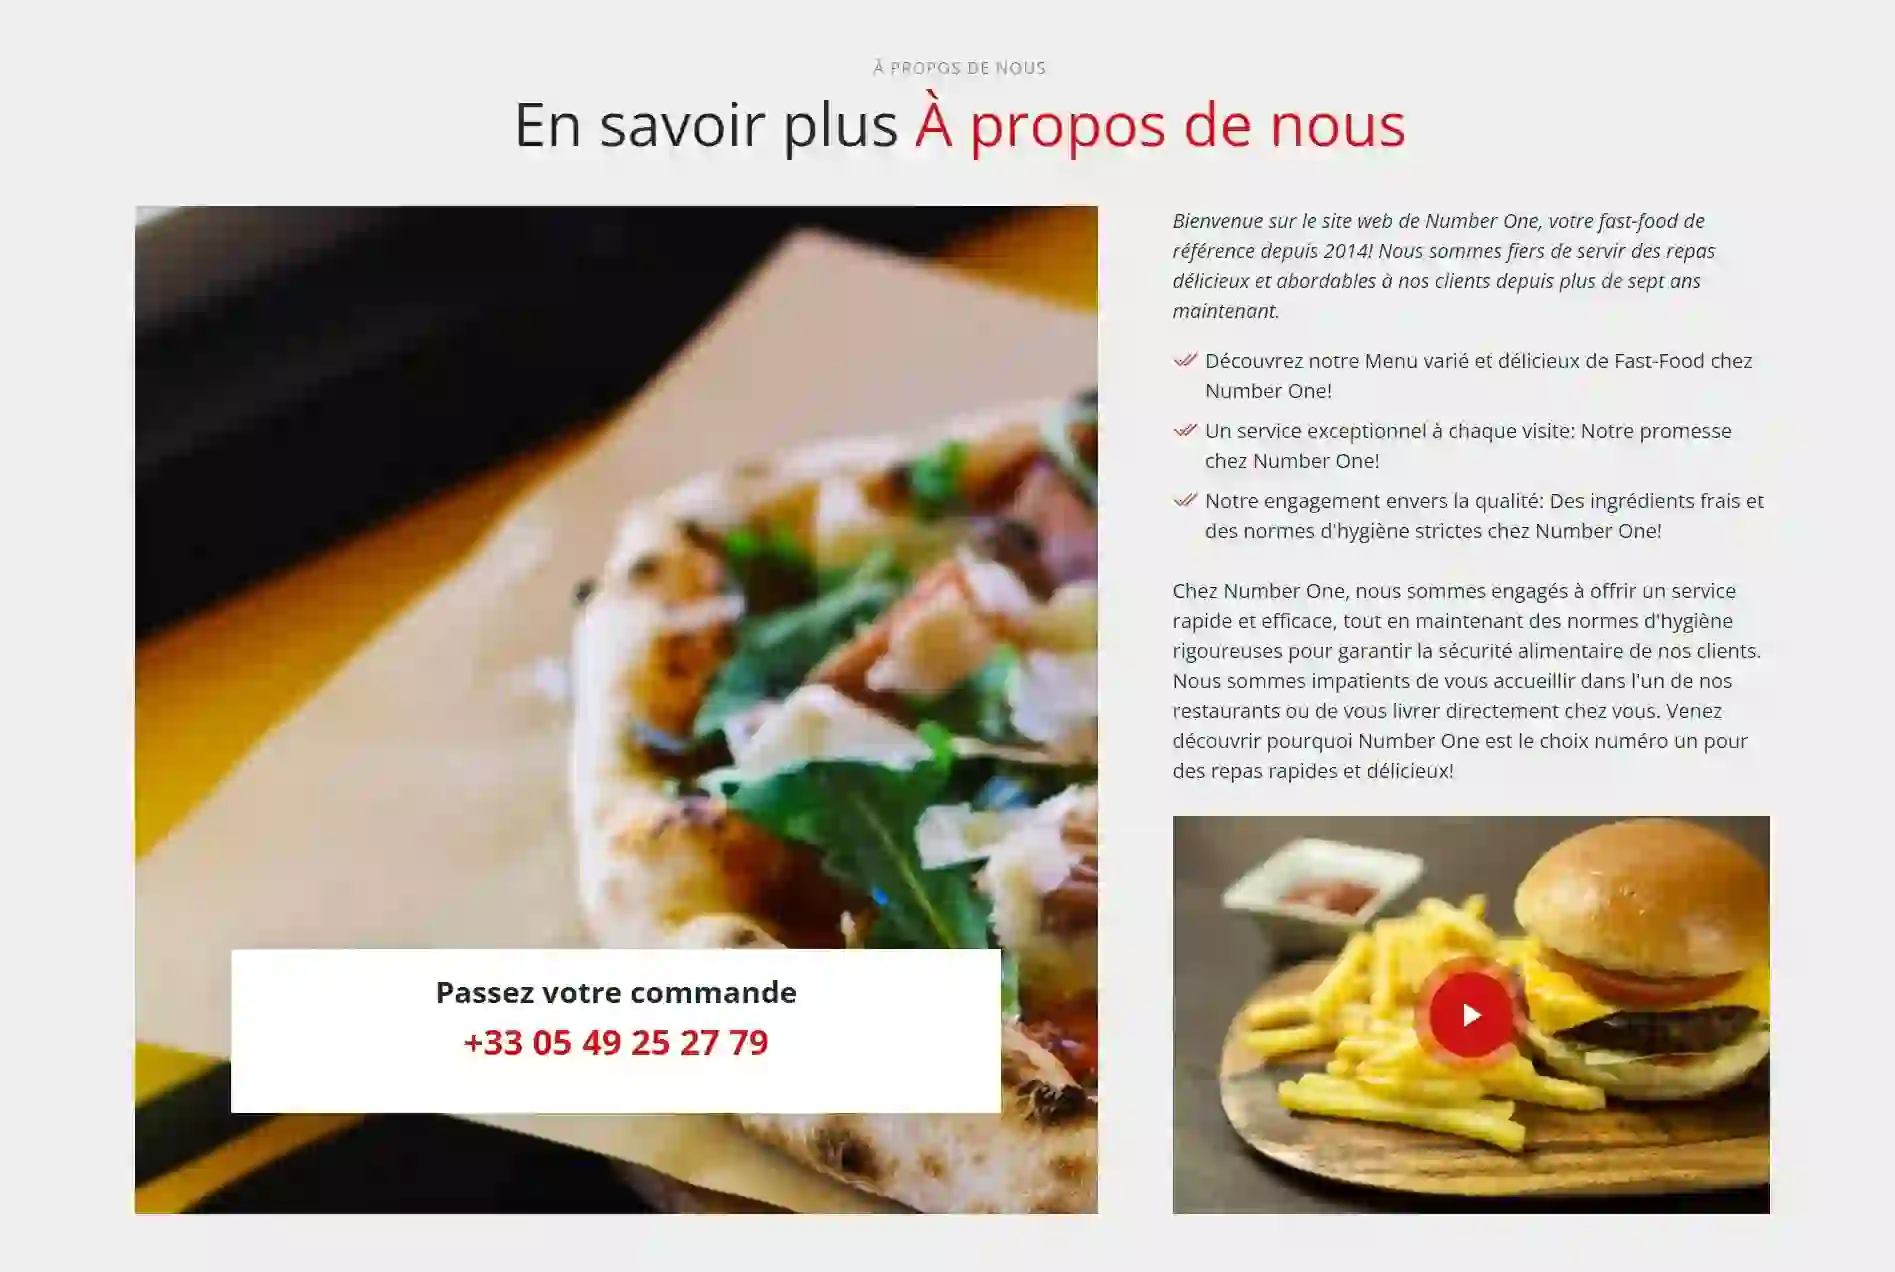 À PROPOS DE NOUS
En savoir plus À propos de nous
Bienvenue sur le site web de Number One, votre fast-food de
référence depuis 2014! Nous sommes fiers de servir des repas
délicieux et abordables à nos clients depuis plus de sept ans
maintenant.
Découvrez notre Menu varié et délicieux de Fast-Food chez
Number One!
Un service exceptionnel à chaque visite: Notre promesse
chez Number One!
Notre engagement envers la qualité: Des ingrédients frais et
des normes d'hygiène strictes chez Number One!
Chez Number One, nous sommes engagés à offrir un service
rapide et efficace, tout en maintenant des normes d'hygiène
rigoureuses pour garantir la sécurité alimentaire de nos clients.
Nous sommes impatients de vous accueillir dans l'un de nos
restaurants ou de vous livrer directement chez vous. Venez
découvrir pourquoi Number One est le choix numéro un pour
des repas rapides et délicieux!
Passez votre commande
+33 05 49 25 27 79